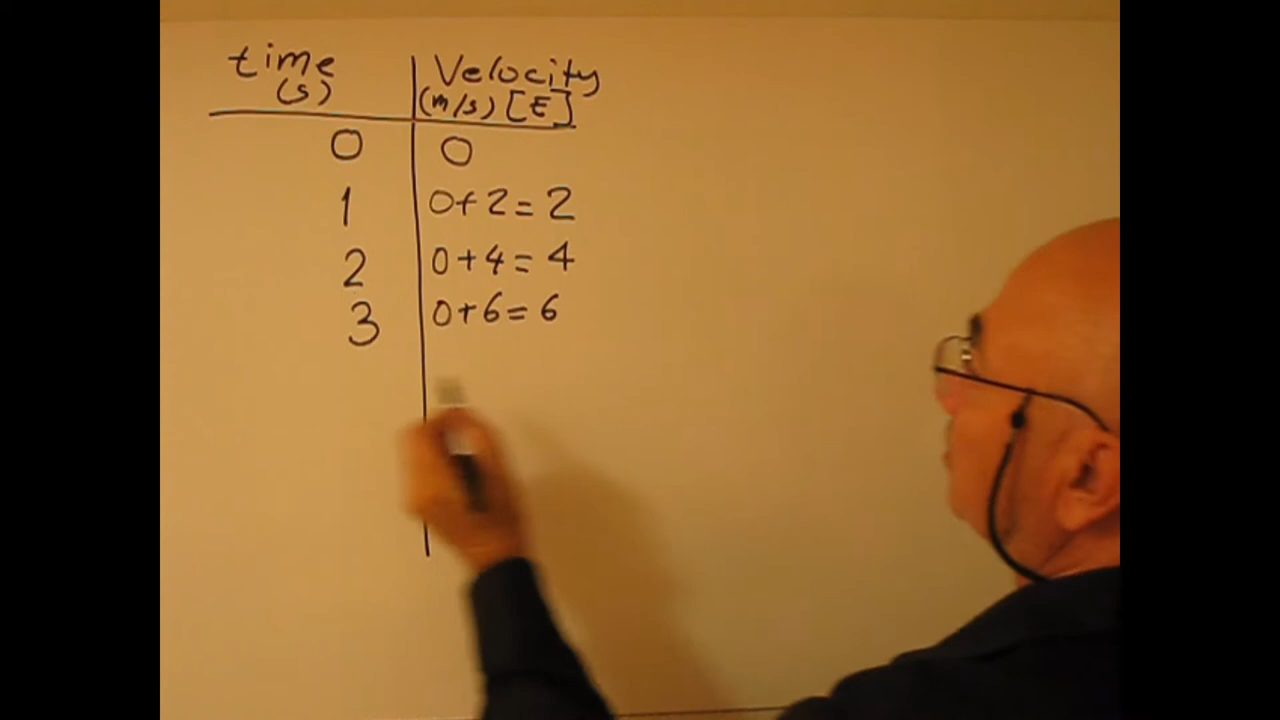 time Velocity
(s) (m/s) [E]
0 0
1 0+2=2
2 0+4=4
3 0+6=6